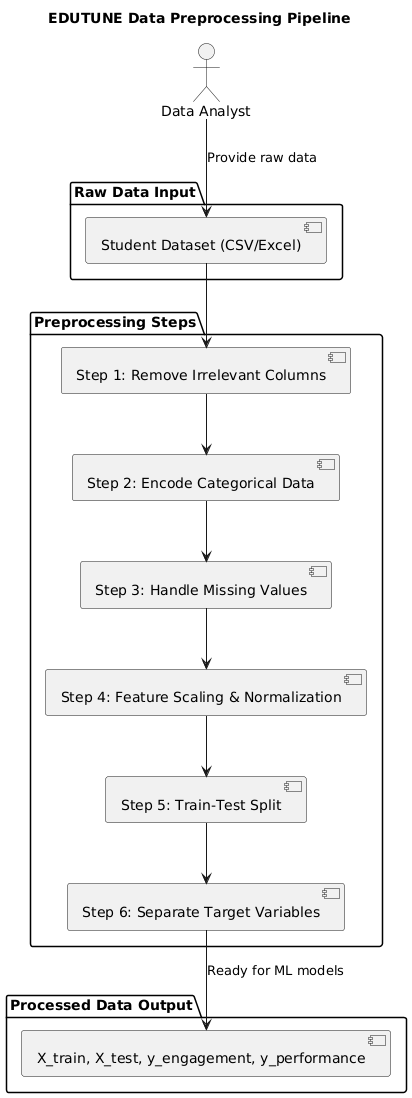 EDUTUNE Data Preprocessing Pipeline
Data Analyst
Provide raw data
Raw Data Input
Student Dataset (CSV/Excel)
Preprocessing Steps
Step 1: Remove Irrelevant Columns
Step 2: Encode Categorical Data
Step 3: Handle Missing Values
Step 4: Feature Scaling & Normalization
Step 5: Train-Test Split
Step 6: Separate Target Variables
Ready for ML models
Processed Data Output
X_train, X_test, y_engagement, y_performance